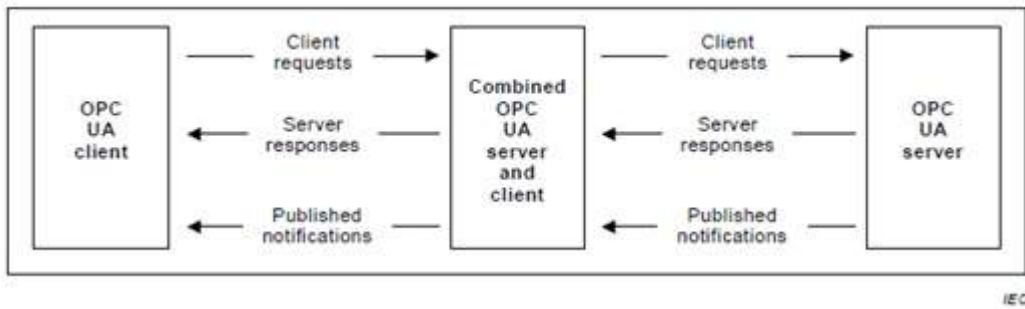 Client
requests
Client
requests
OPC
UA
client
Server
responses
Combined
OPC
UA
server
and
client
Server
responses
OPC
UA
server
Published
notifications
Published
notifications
IEC